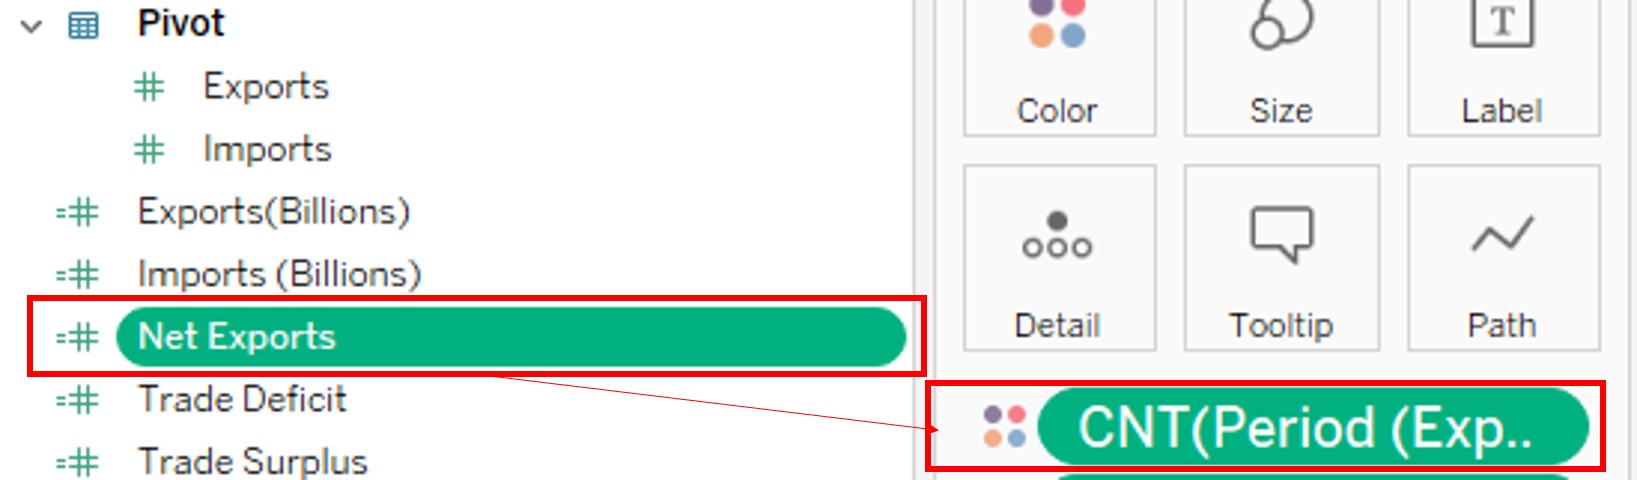 Pivot
Exports
Imports
Exports(Billions)
Imports (Billions)
Net Exports
Trade Deficit
Trade Surplus
Color
Size
T
Label
Detail
Tooltip
Path
CNT(Period (Exp..